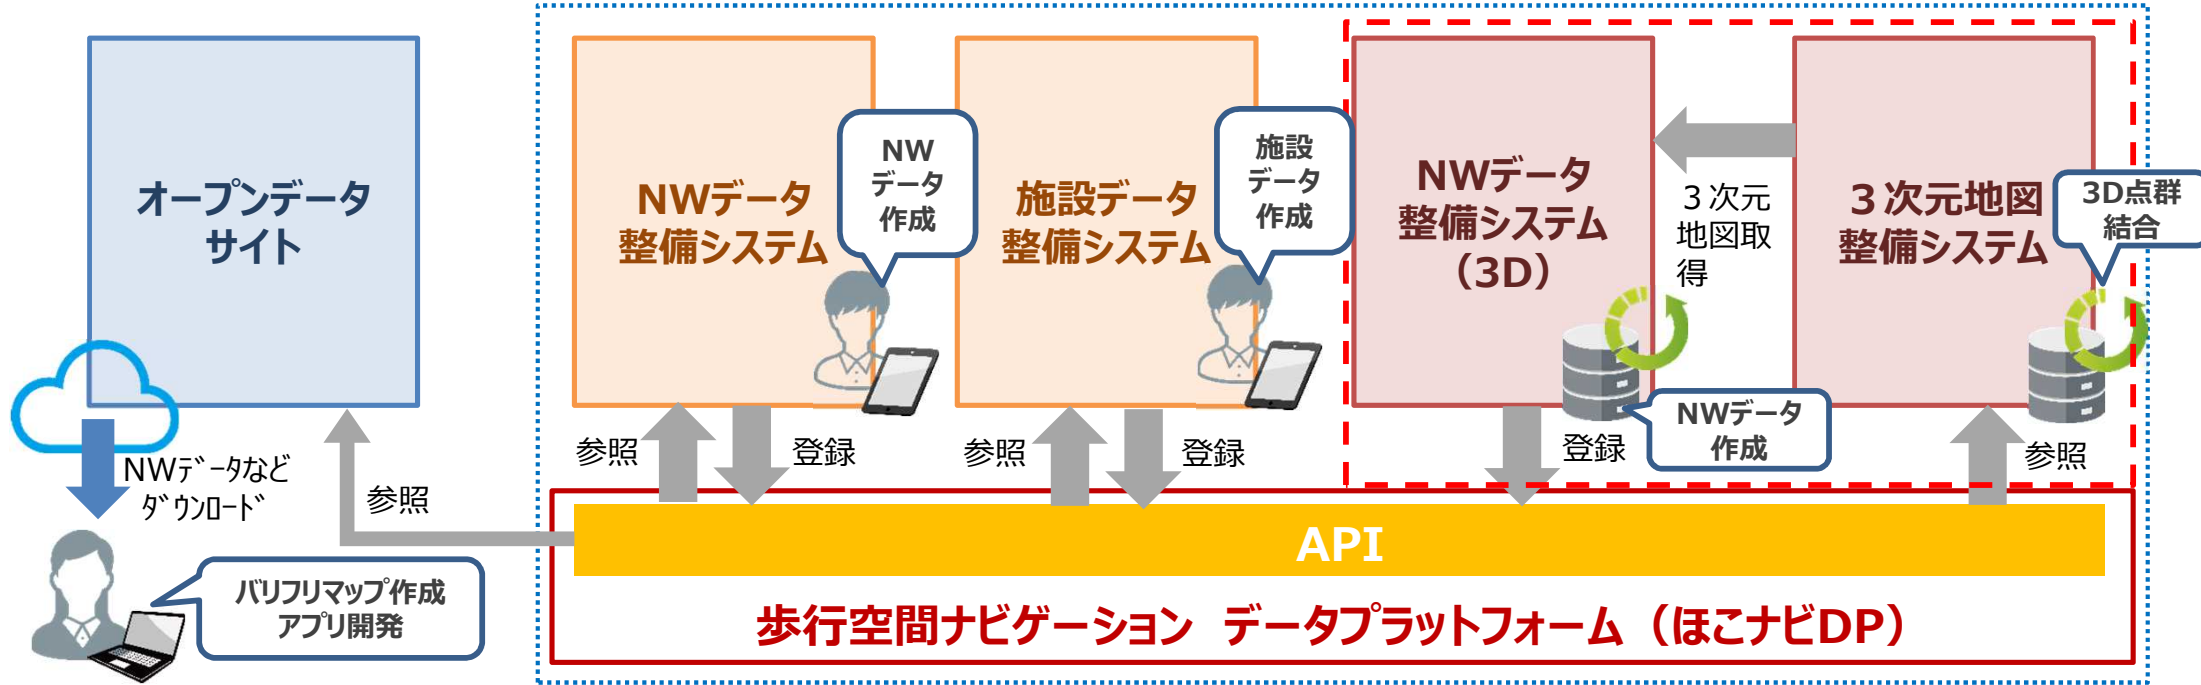 オープンデータ
サイト
NWデータ
整備システム
NW
データ
作成
施設データ
整備システム
施設
データ
作成
NWデータ
整備システム
（3D）
３次元
地図取
得
３次元地図
整備システム
3D点群
結合
NWデータ
作成
参照
登録
参照
登録
登録
参照
NWﾃﾞｰﾀなど
ﾀﾞｳﾝﾛｰﾄﾞ
参照
バリフリマップ作成
アプリ開発
API
歩行空間ナビゲーション データプラットフォーム（ほこナビDP）